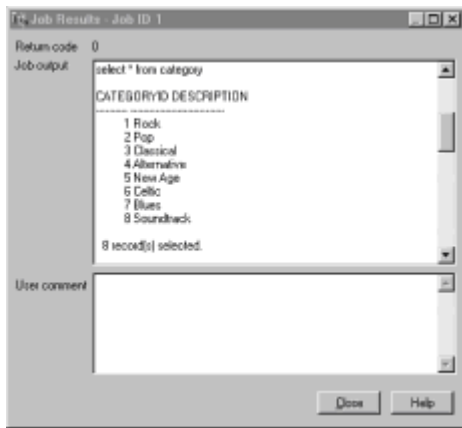 Job Results - Job ID 1
Return code 0
Job output
select * from category
CATEGORYID DESCRIPTION
----------- --------------------
1 Rock
2 Pop
3 Classical
4 Alternative
5 New Age
6 Celtic
7 Blues
8 Soundtrack
8 record(s) selected.
User comment
Close
Help